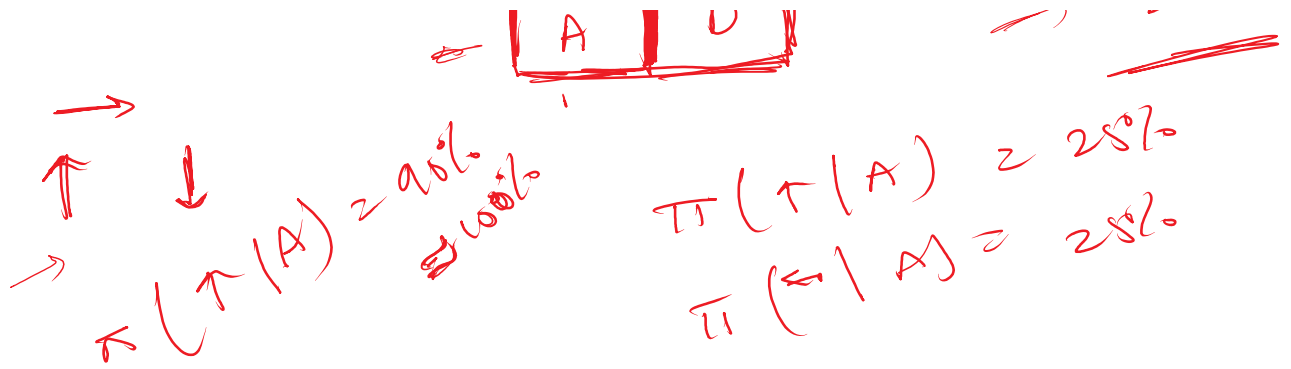 A
π(↑|A) = 90%
100%
π(↑|A) = 25%
π(←|A) = 25%